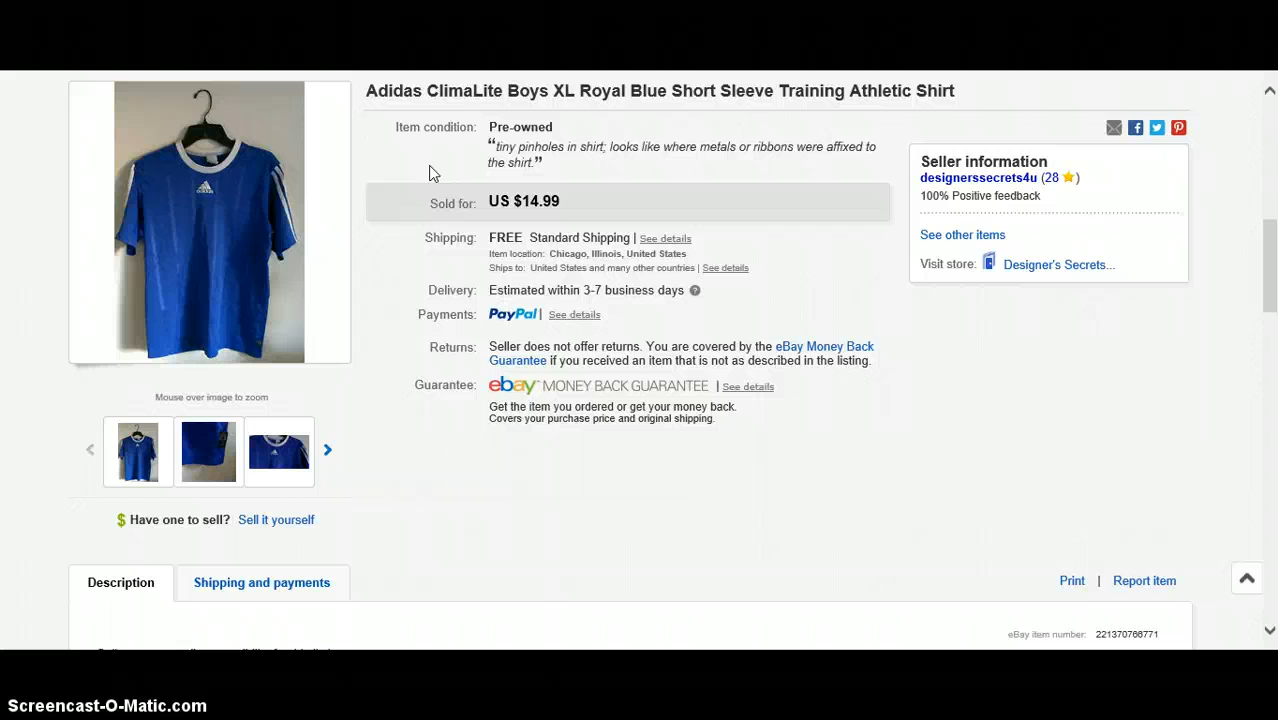 Adidas ClimaLite Boys XL Royal Blue Short Sleeve Training Athletic Shirt
Item condition: Pre-owned
“tiny pinholes in shirt; looks like where metals or ribbons were affixed to
the shirt.”
Sold for: US $14.99
Shipping: FREE Standard Shipping | See details
Item location: Chicago, Illinois, United States
Ships to: United States and many other countries | See details
Delivery: Estimated within 3-7 business days ?
Payments: PayPal | See details
Returns: Seller does not offer returns. You are covered by the eBay Money Back
Guarantee if you received an item that is not as described in the listing.
Guarantee: ebay™ MONEY BACK GUARANTEE | See details
Get the item you ordered or get your money back.
Covers your purchase price and original shipping.
Seller information
designerssecrets4u (28 )
100% Positive feedback
See other items
Visit store: Designer's Secrets...
adidas
Mouse over image to zoom
$ Have one to sell? Sell it yourself
Description
Shipping and payments
Print | Report item
eBay item number: 221370766771
Screencast-O-Matic.com